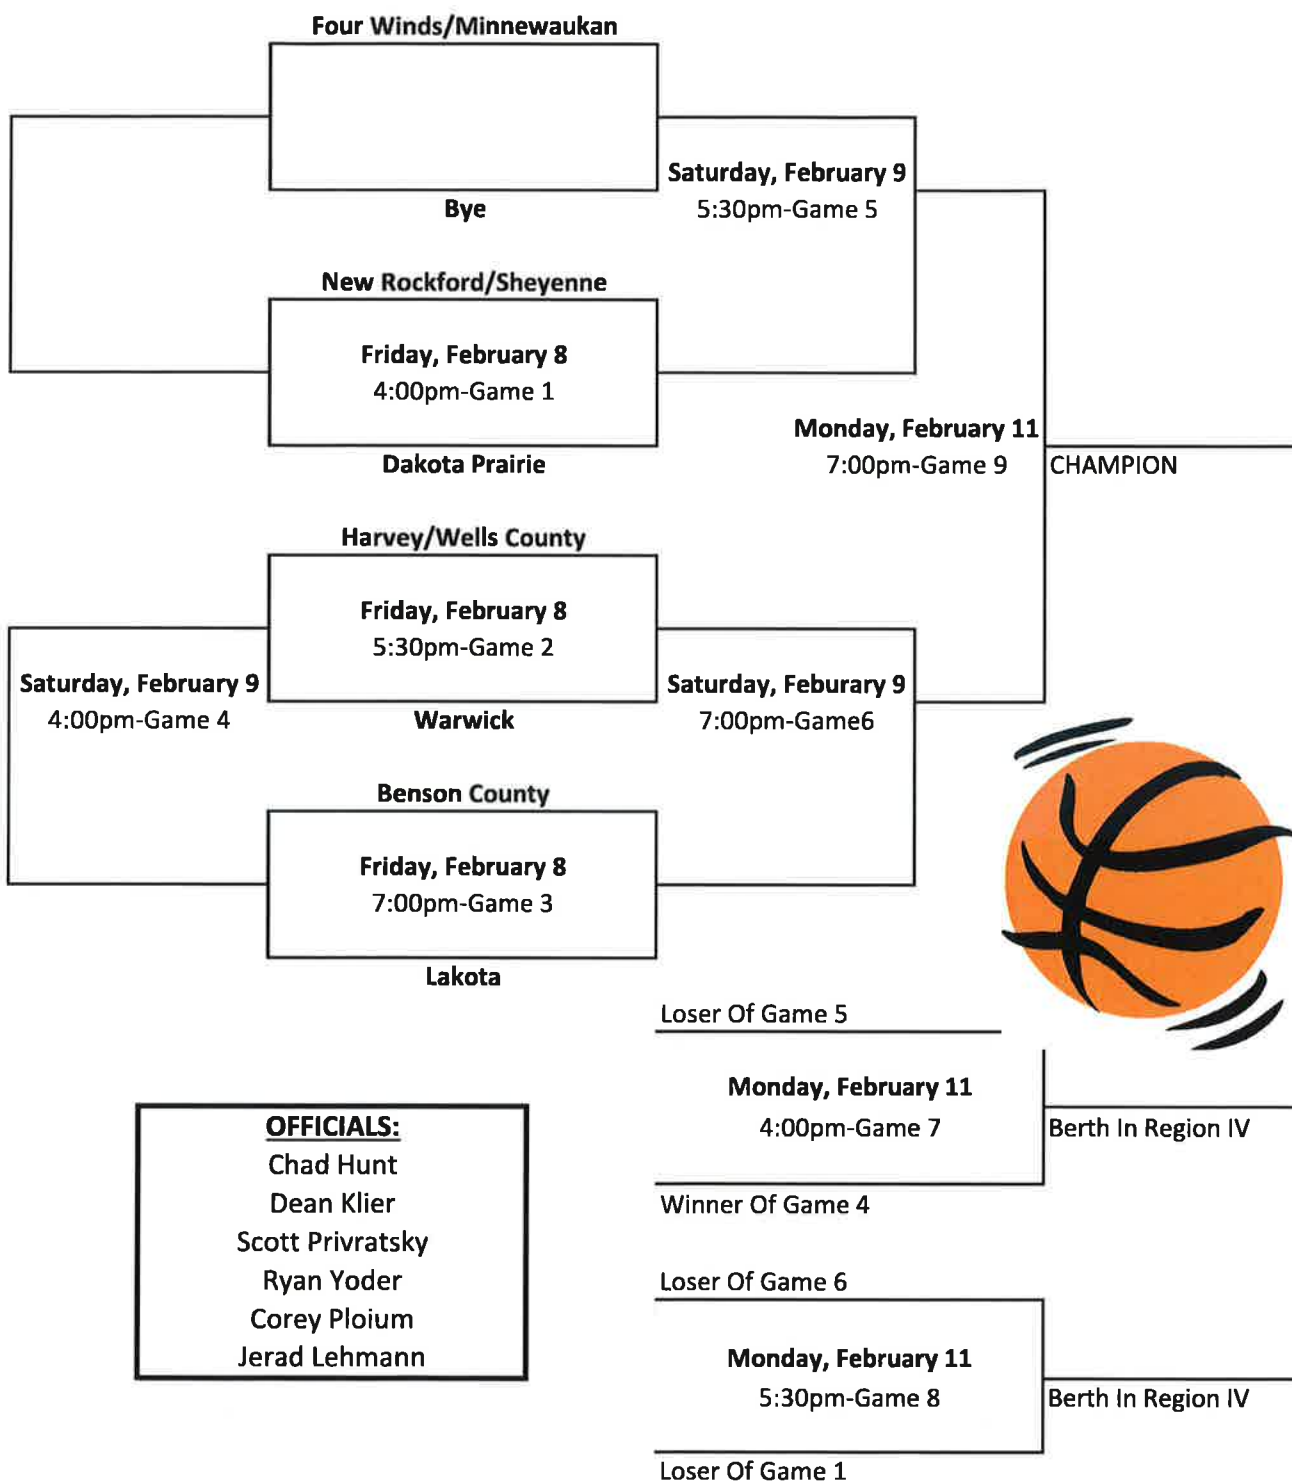 Four Winds/Minnewaukan
Saturday, February 9
5:30pm-Game 5
Bye
New Rockford/Sheyenne
Friday, February 8
4:00pm-Game 1
Dakota Prairie
Monday, February 11
7:00pm-Game 9
CHAMPION
Harvey/Wells County
Friday, February 8
5:30pm-Game 2
Warwick
Saturday, February 9
4:00pm-Game 4
Saturday, Feburary 9
7:00pm-Game6
Benson County
Friday, February 8
7:00pm-Game 3
Lakota
Loser Of Game 5
Monday, February 11
4:00pm-Game 7
Berth In Region IV
Winner Of Game 4
OFFICIALS:
Chad Hunt
Dean Klier
Scott Privratsky
Ryan Yoder
Corey Ploium
Jerad Lehmann
Loser Of Game 6
Monday, February 11
5:30pm-Game 8
Berth In Region IV
Loser Of Game 1